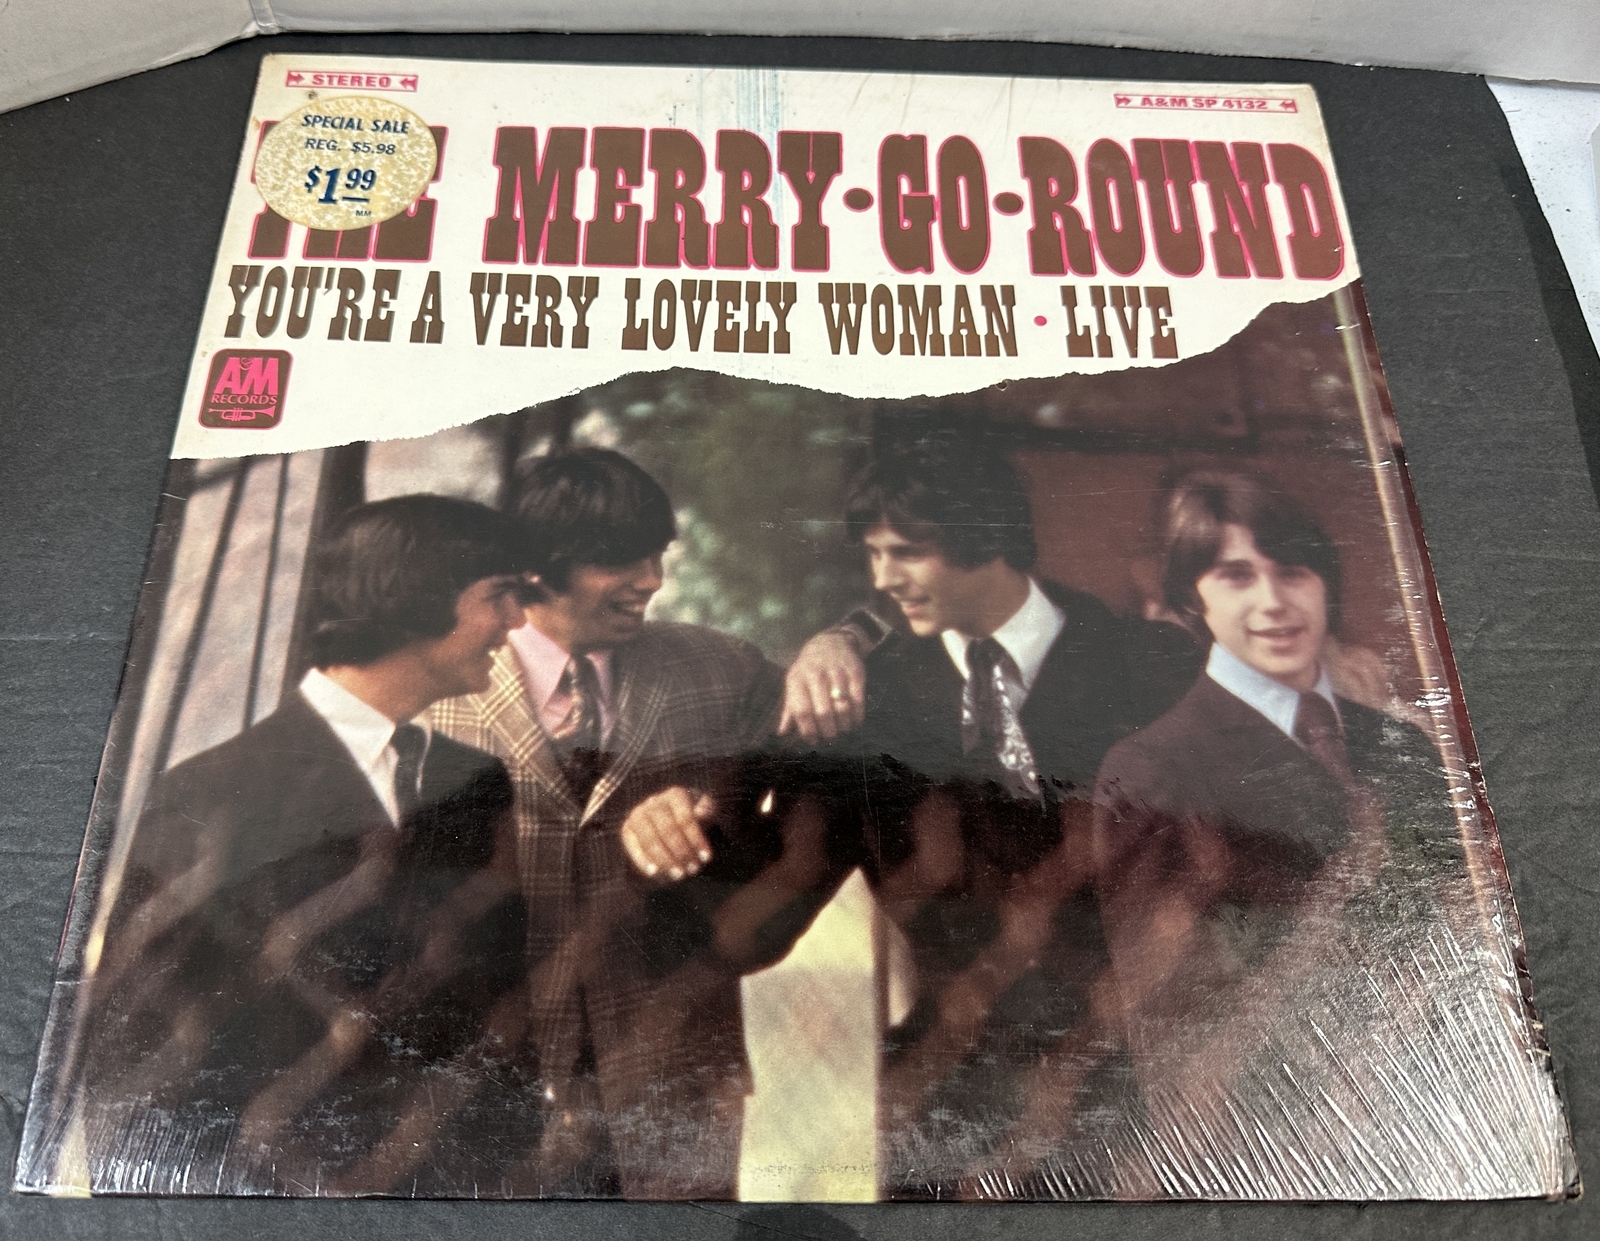 STEREO
A&M SP 4132
SPECIAL SALE
REG. $5.98
$1.99
MM
THE MERRY·GO·ROUND
YOU'RE A VERY LOVELY WOMAN · LIVE
A&M
RECORDS